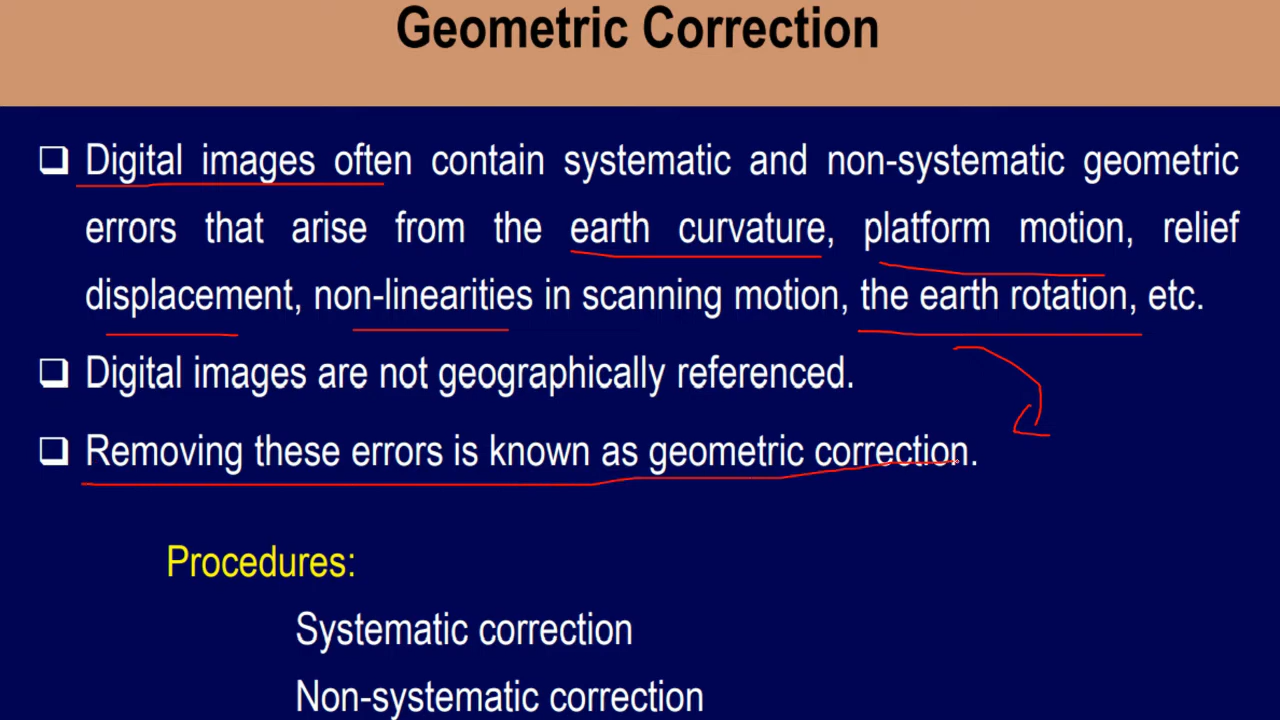 Geometric Correction
Digital images often contain systematic and non-systematic geometric
errors that arise from the earth curvature, platform motion, relief
displacement, non-linearities in scanning motion, the earth rotation, etc.
Digital images are not geographically referenced.
Removing these errors is known as geometric correction.
Procedures:
Systematic correction
Non-systematic correction